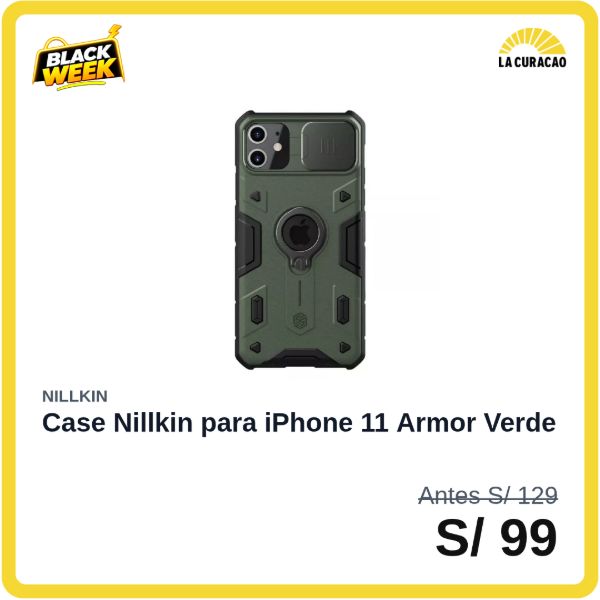 BLACK
WEEK
LA CURACAO
NILLKIN
Case Nillkin para iPhone 11 Armor Verde
Antes S/ 129
S/ 99